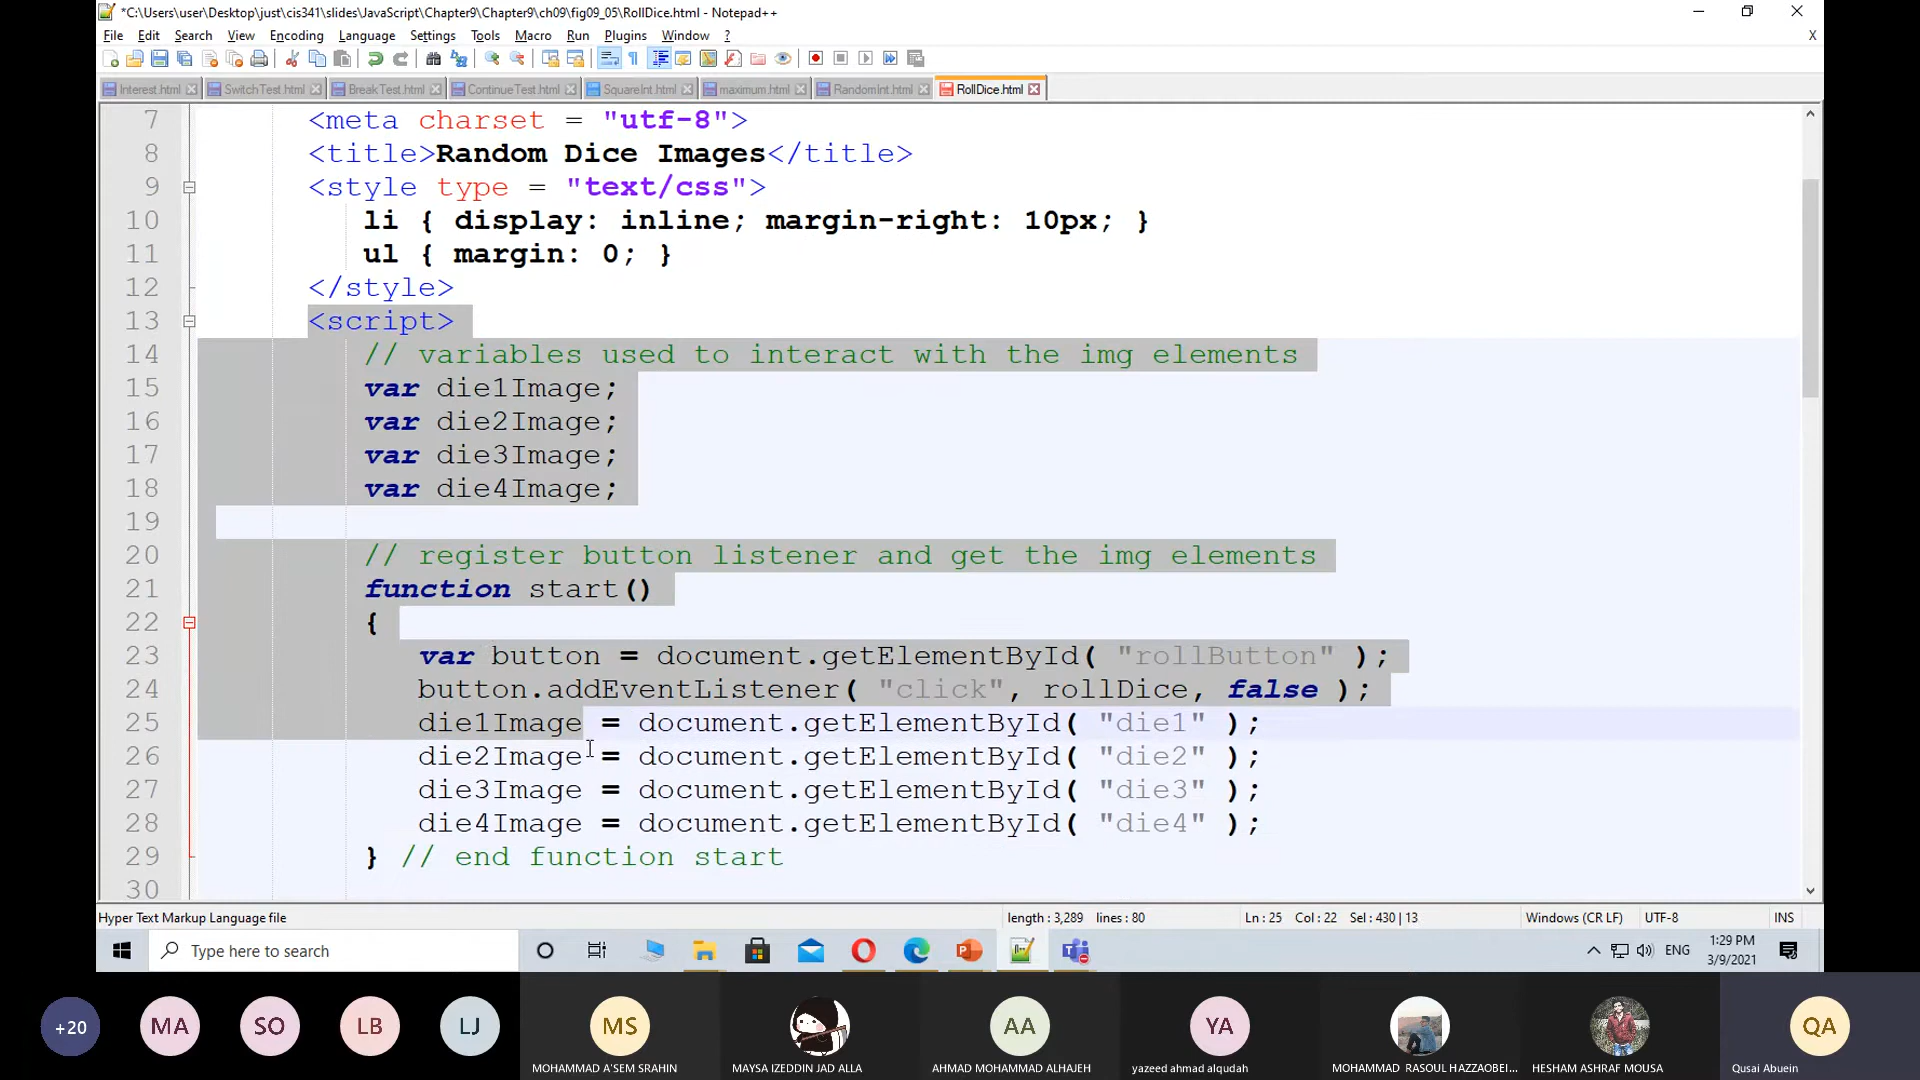 *C:\Users\user\Desktop\just\cis341\slides\JavaScript\Chapter9\Chapter9\ch09\fig09_05\RollDice.html - Notepad++
File Edit Search View Encoding Language Settings Tools Macro Run Plugins Window ? X
Interest.html SwitchTest.html BreakTest.html ContinueTest.html SquareInt.html maximum.html RandomInt.html RollDice.html
7 <meta charset = "utf-8">
8 <title>Random Dice Images</title>
9 <style type = "text/css">
10 li { display: inline; margin-right: 10px; }
11 ul { margin: 0; }
12 </style>
13 <script>
14 // variables used to interact with the img elements
15 var die1Image;
16 var die2Image;
17 var die3Image;
18 var die4Image;
19
20 // register button listener and get the img elements
21 function start()
22 {
23 var button = document.getElementById( "rollButton" );
24 button.addEventListener( "click", rollDice, false );
25 die1Image = document.getElementById( "die1" );
26 die2Image = document.getElementById( "die2" );
27 die3Image = document.getElementById( "die3" );
28 die4Image = document.getElementById( "die4" );
29 } // end function start
30
Hyper Text Markup Language file length : 3,289 lines : 80 Ln : 25 Col : 22 Sel : 430 | 13 Windows (CR LF) UTF-8 INS
Type here to search ENG 1:29 PM
3/9/2021
+20 MA SO LB LJ MS AA YA QA
MOHAMMAD A'SEM SRAHIN MAYSA IZEDDIN JAD ALLA AHMAD MOHAMMAD ALHAJEH yazeed ahmad alqudah MOHAMMAD RASOUL HAZZAOBEI... HESHAM ASHRAF MOUSA Qusai Abuein